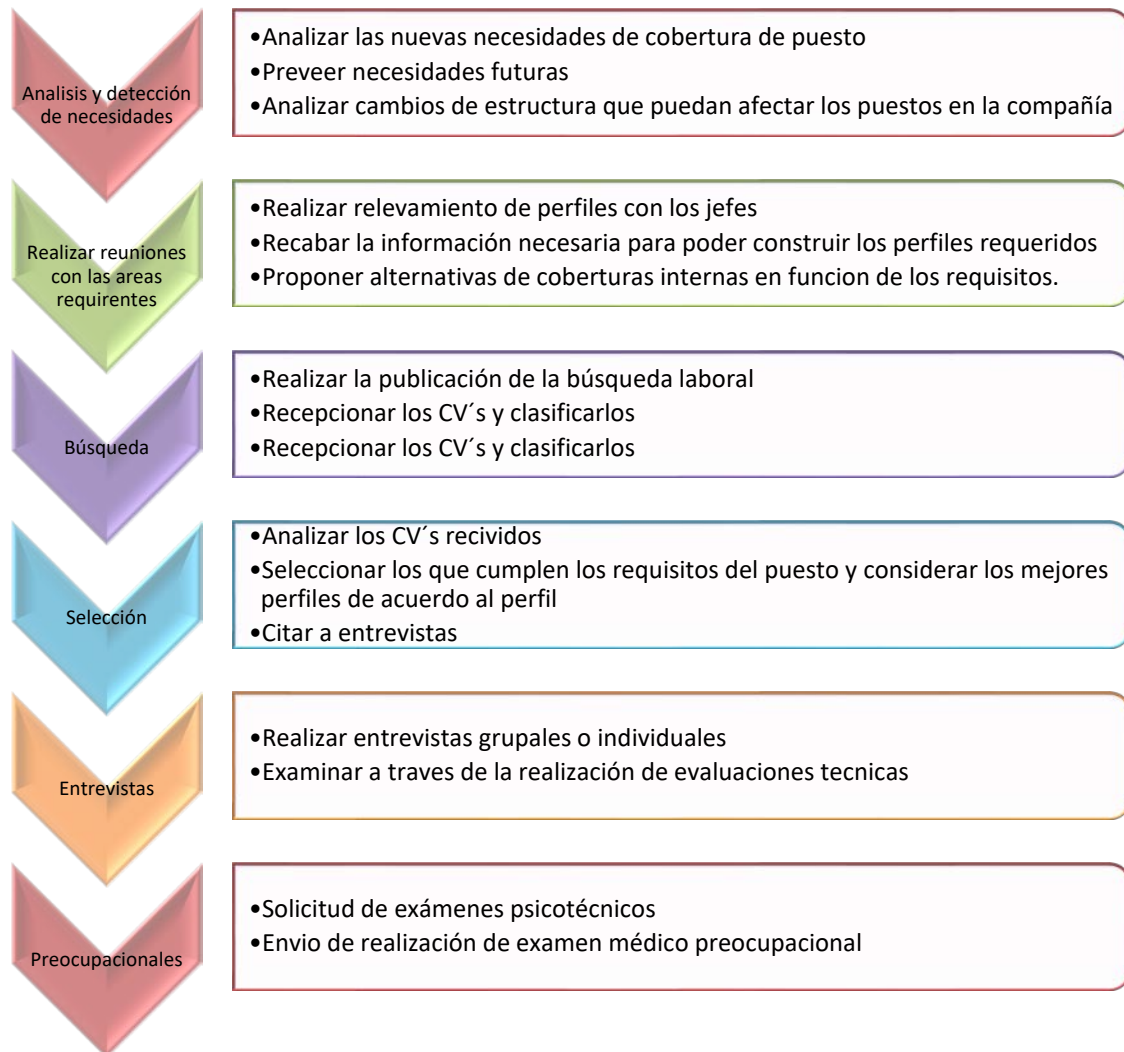 Analisis y detección
de necesidades
•Analizar las nuevas necesidades de cobertura de puesto
•Preveer necesidades futuras
•Analizar cambios de estructura que puedan afectar los puestos en la compañía
Realizar reuniones
con las areas
requirentes
•Realizar relevamiento de perfiles con los jefes
•Recabar la información necesaria para poder construir los perfiles requeridos
•Proponer alternativas de coberturas internas en funcion de los requisitos.
Búsqueda
•Realizar la publicación de la búsqueda laboral
•Recepcionar los CV´s y clasificarlos
•Recepcionar los CV´s y clasificarlos
Selección
•Analizar los CV´s recividos
•Seleccionar los que cumplen los requisitos del puesto y considerar los mejores
perfiles de acuerdo al perfil
•Citar a entrevistas
Entrevistas
•Realizar entrevistas grupales o individuales
•Examinar a traves de la realización de evaluaciones tecnicas
Preocupacionales
•Solicitud de exámenes psicotécnicos
•Envio de realización de examen médico preocupacional